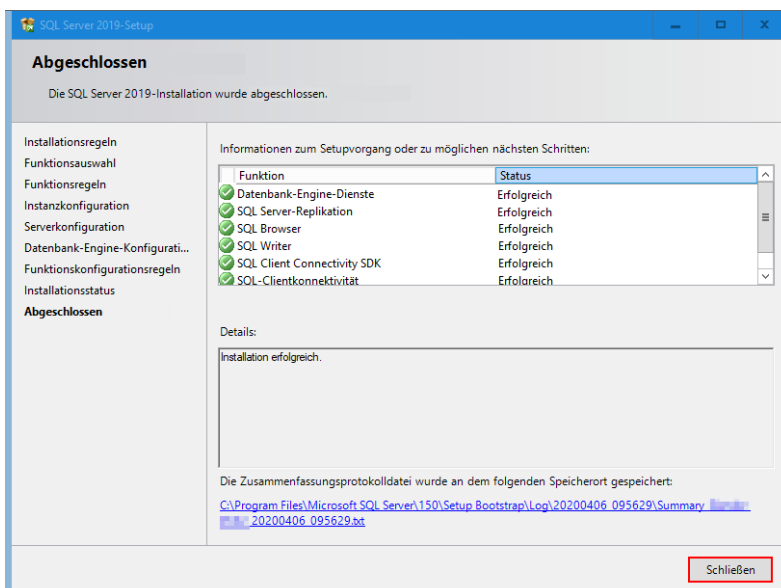 SQL Server 2019-Setup
Abgeschlossen
Die SQL Server 2019-Installation wurde abgeschlossen.
Installationsregeln
Funktionsauswahl
Funktionsregeln
Instanzkonfiguration
Serverkonfiguration
Datenbank-Engine-Konfigurati...
Funktionskonfigurationsregeln
Installationsstatus
Abgeschlossen
Informationen zum Setupvorgang oder zu möglichen nächsten Schritten:
Funktion Status
Datenbank-Engine-Dienste Erfolgreich
SQL Server-Replikation Erfolgreich
SQL Browser Erfolgreich
SQL Writer Erfolgreich
SQL Client Connectivity SDK Erfolgreich
SQL-Clientkonnektivität Erfolgreich
Details:
Installation erfolgreich.
Die Zusammenfassungsprotokolldatei wurde an dem folgenden Speicherort gespeichert:
C:\Program Files\Microsoft SQL Server\150\Setup Bootstrap\Log\20200406_095629\Summary_
_20200406_095629.txt
Schließen